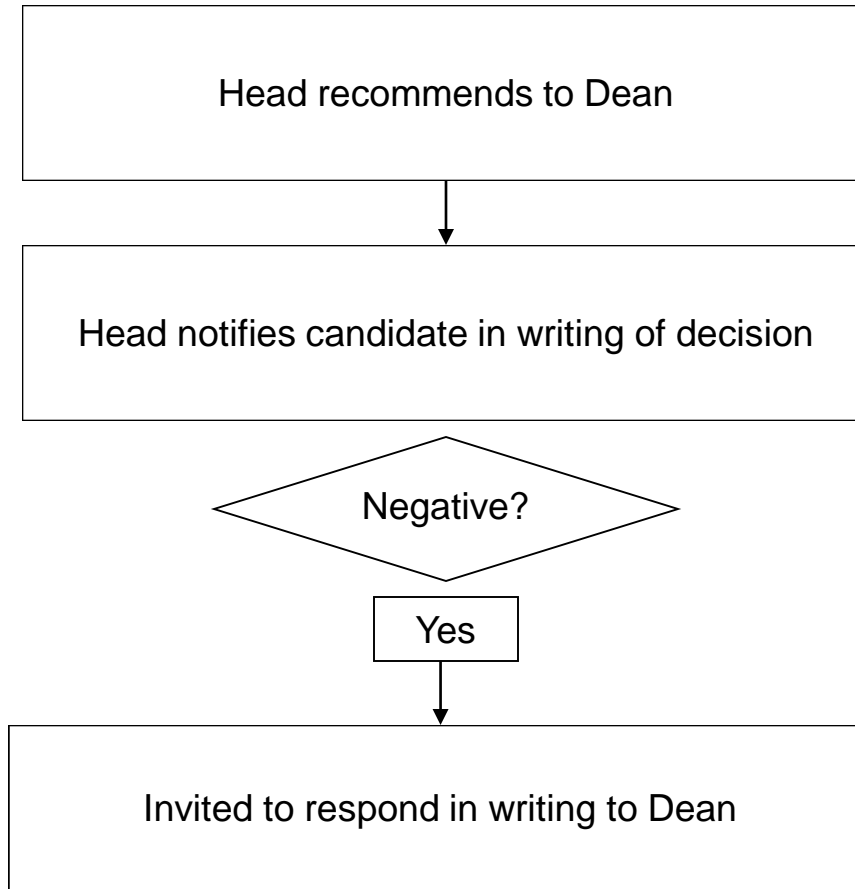 Head recommends to Dean
Head notifies candidate in writing of decision
Negative?
Yes
Invited to respond in writing to Dean